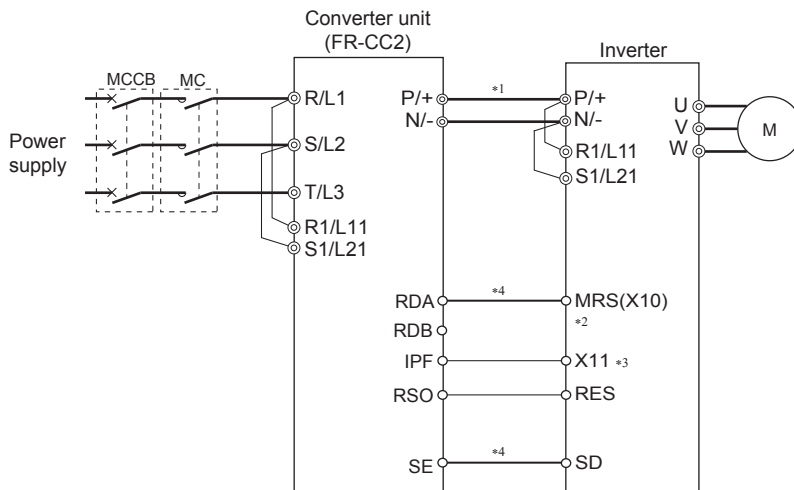 Converter unit
(FR-CC2)
Inverter
MCCB
MC
Power
supply
R/L1
S/L2
T/L3
R1/L11
S1/L21
P/+
N/-
*1
P/+
N/-
R1/L11
S1/L21
U
V
W
M
RDA
*4
MRS(X10)
RDB
*2
IPF
X11 *3
RSO
RES
SE
*4
SD